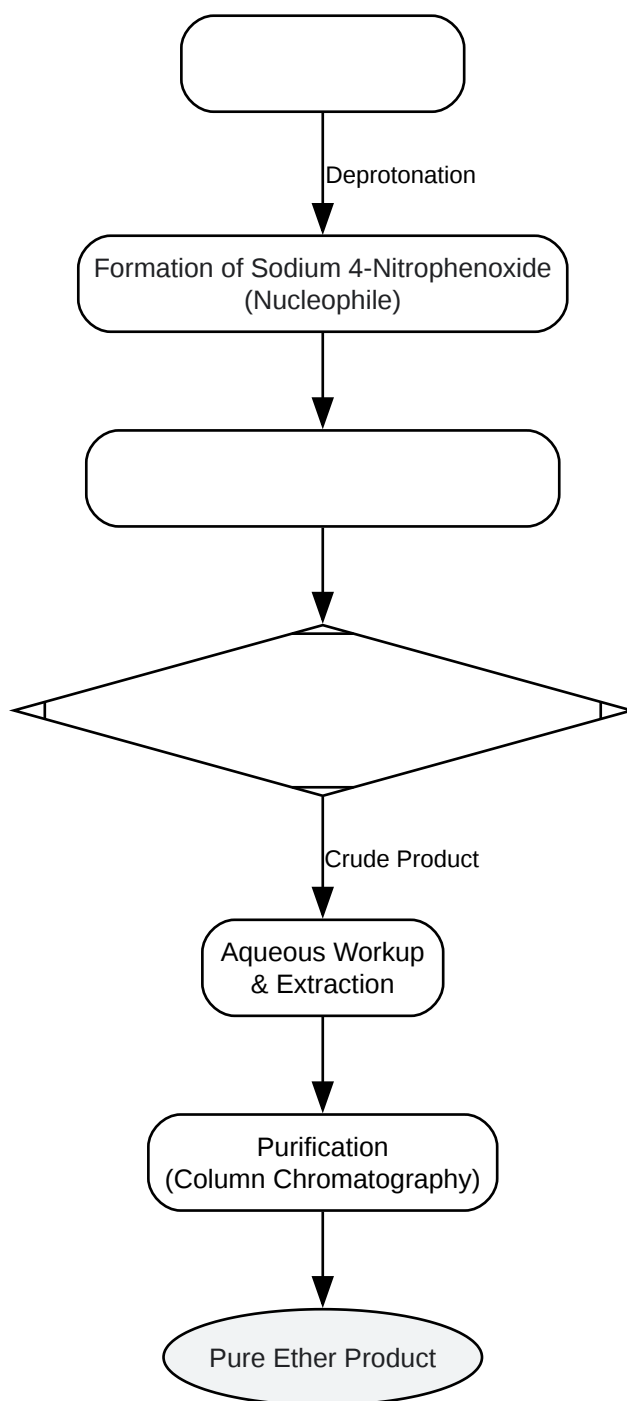 Deprotonation
Formation of Sodium 4-Nitrophenoxide
(Nucleophile)
Crude Product
Aqueous Workup
& Extraction
Purification
(Column Chromatography)
Pure Ether Product